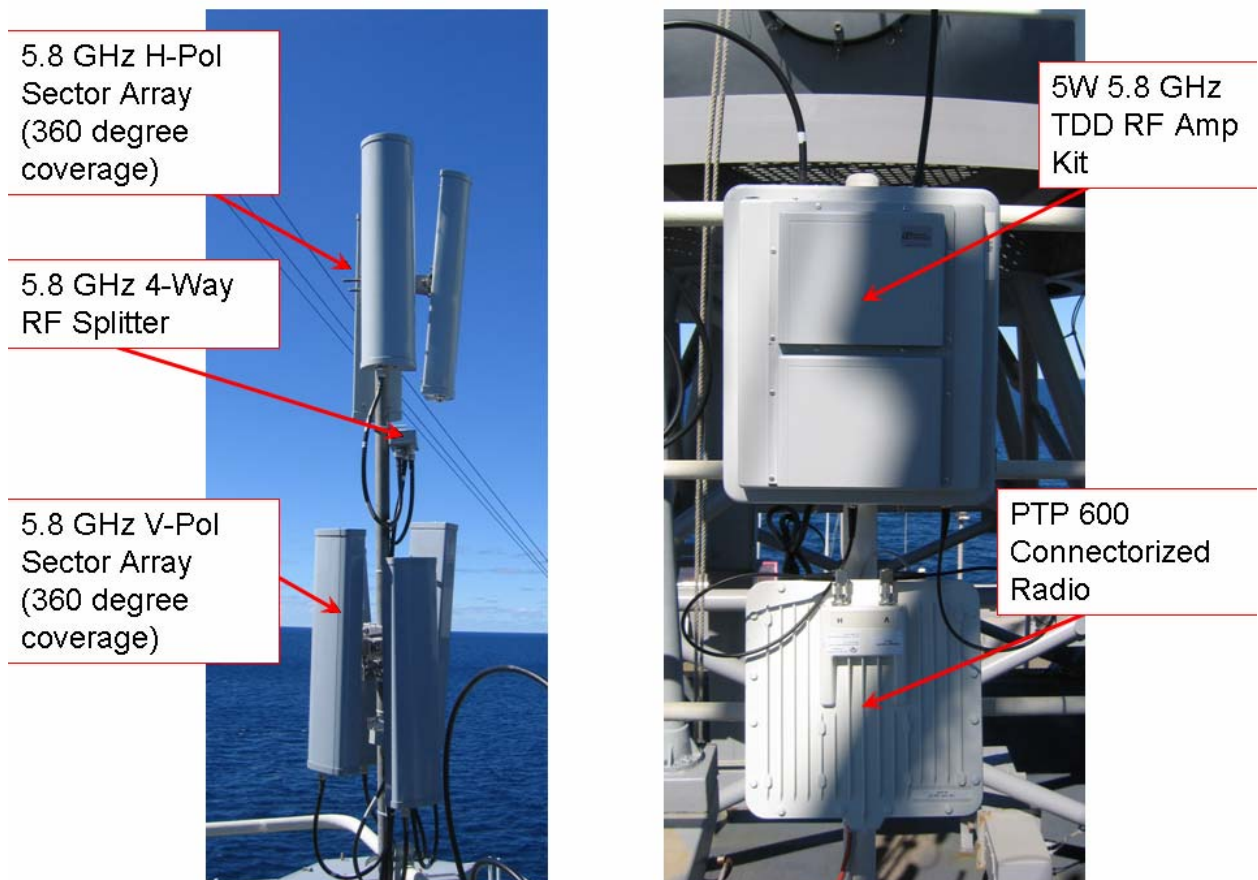 5.8 GHz H-Pol
Sector Array
(360 degree
coverage)
5.8 GHz 4-Way
RF Splitter
5.8 GHz V-Pol
Sector Array
(360 degree
coverage)
5W 5.8 GHz
TDD RF Amp
Kit
H V
PTP 600
Connectorized
Radio